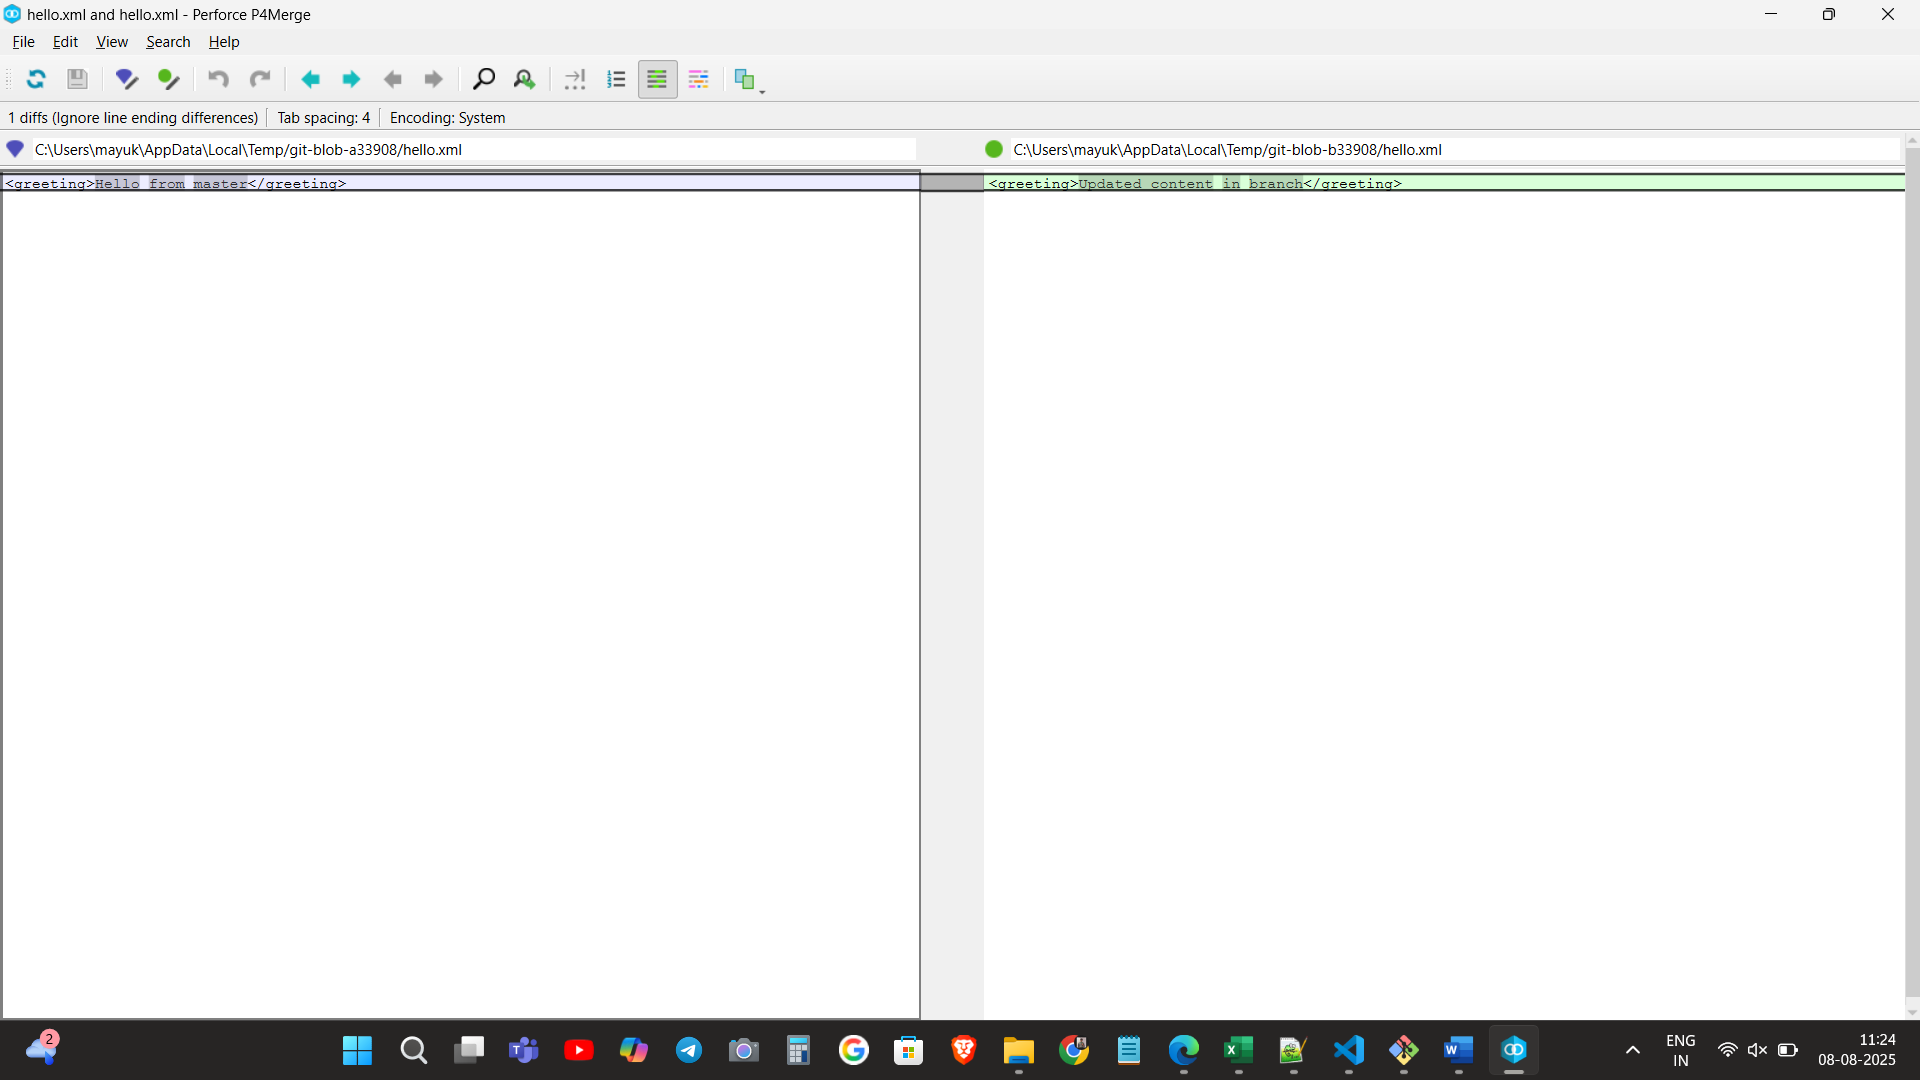 hello.xml and hello.xml - Perforce P4Merge
File Edit View Search Help
1 diffs (Ignore line ending differences) Tab spacing: 4 Encoding: System
C:\Users\mayuk\AppData\Local\Temp/git-blob-a33908/hello.xml
C:\Users\mayuk\AppData\Local\Temp/git-blob-b33908/hello.xml
<greeting>Hello from master</greeting>
<greeting>Updated content in branch</greeting>
2
ENG
IN
11:24
08-08-2025